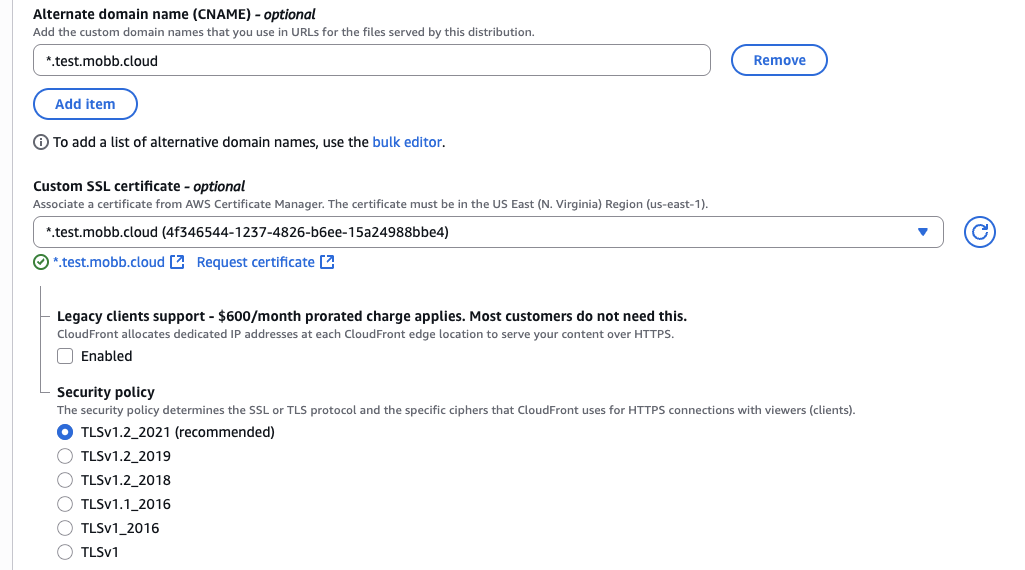 Alternate domain name (CNAME) - optional
Add the custom domain names that you use in URLs for the files served by this distribution.
*.test.mobb.cloud
Remove
Add item
To add a list of alternative domain names, use the bulk editor.
Custom SSL certificate - optional
Associate a certificate from AWS Certificate Manager. The certificate must be in the US East (N. Virginia) Region (us-east-1).
*.test.mobb.cloud (4f346544-1237-4826-b6ee-15a24988bbe4)
*.test.mobb.cloud Request certificate
Legacy clients support - $600/month prorated charge applies. Most customers do not need this.
CloudFront allocates dedicated IP addresses at each CloudFront edge location to serve your content over HTTPS.
Enabled
Security policy
The security policy determines the SSL or TLS protocol and the specific ciphers that CloudFront uses for HTTPS connections with viewers (clients).
TLSv1.2_2021 (recommended)
TLSv1.2_2019
TLSv1.2_2018
TLSv1.1_2016
TLSv1_2016
TLSv1